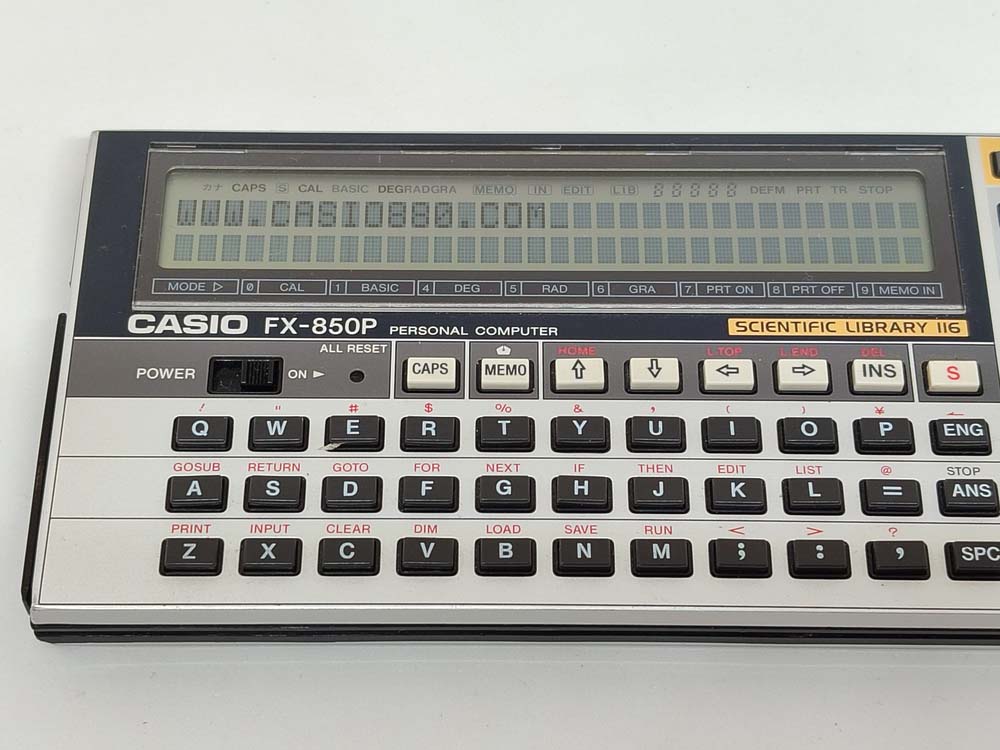 カナ CAPS S CAL BASIC DEGRADGRA MEMO IN EDIT LIB 88888 DEFM PRT TR STOP
WWW.CASIO880.COM_
MODE ▷ 0 CAL 1 BASIC 4 DEG 5 RAD 6 GRA 7 PRT ON 8 PRT OFF 9 MEMO IN
CASIO FX-850P PERSONAL COMPUTER SCIENTIFIC LIBRARY 116
ALL RESET HOME L.TOP L.END DEL
POWER ON ► CAPS MEMO ⇧ ⇩ ⇦ ⇨ INS S
! " # $ % & ' ( ) ¥ ←
Q W E R T Y U I O P ENG
GOSUB RETURN GOTO FOR NEXT IF THEN EDIT LIST @ STOP
A S D F G H J K L = ANS
PRINT INPUT CLEAR DIM LOAD SAVE RUN < > ?
Z X C V B N M ; : , SPC